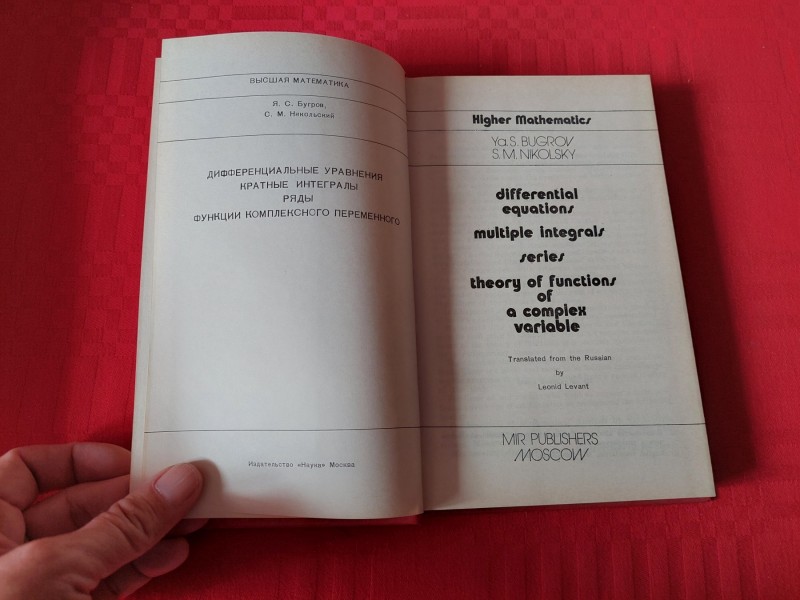 ВЫСШАЯ МАТЕМАТИКА
Я. С. Бугров,
С. М. Никольский
ДИФФЕРЕНЦИАЛЬНЫЕ УРАВНЕНИЯ
КРАТНЫЕ ИНТЕГРАЛЫ
РЯДЫ
ФУНКЦИИ КОМПЛЕКСНОГО ПЕРЕМЕННОГО
Издательство «Наука» Москва
Higher Mathematics
Ya.S. BUGROV
S.M. NIKOLSKY
differential
equations
multiple integrals
series
theory of functions
of
a complex
variable
Translated from the Russian
by
Leonid Levant
MIR PUBLISHERS
MOSCOW